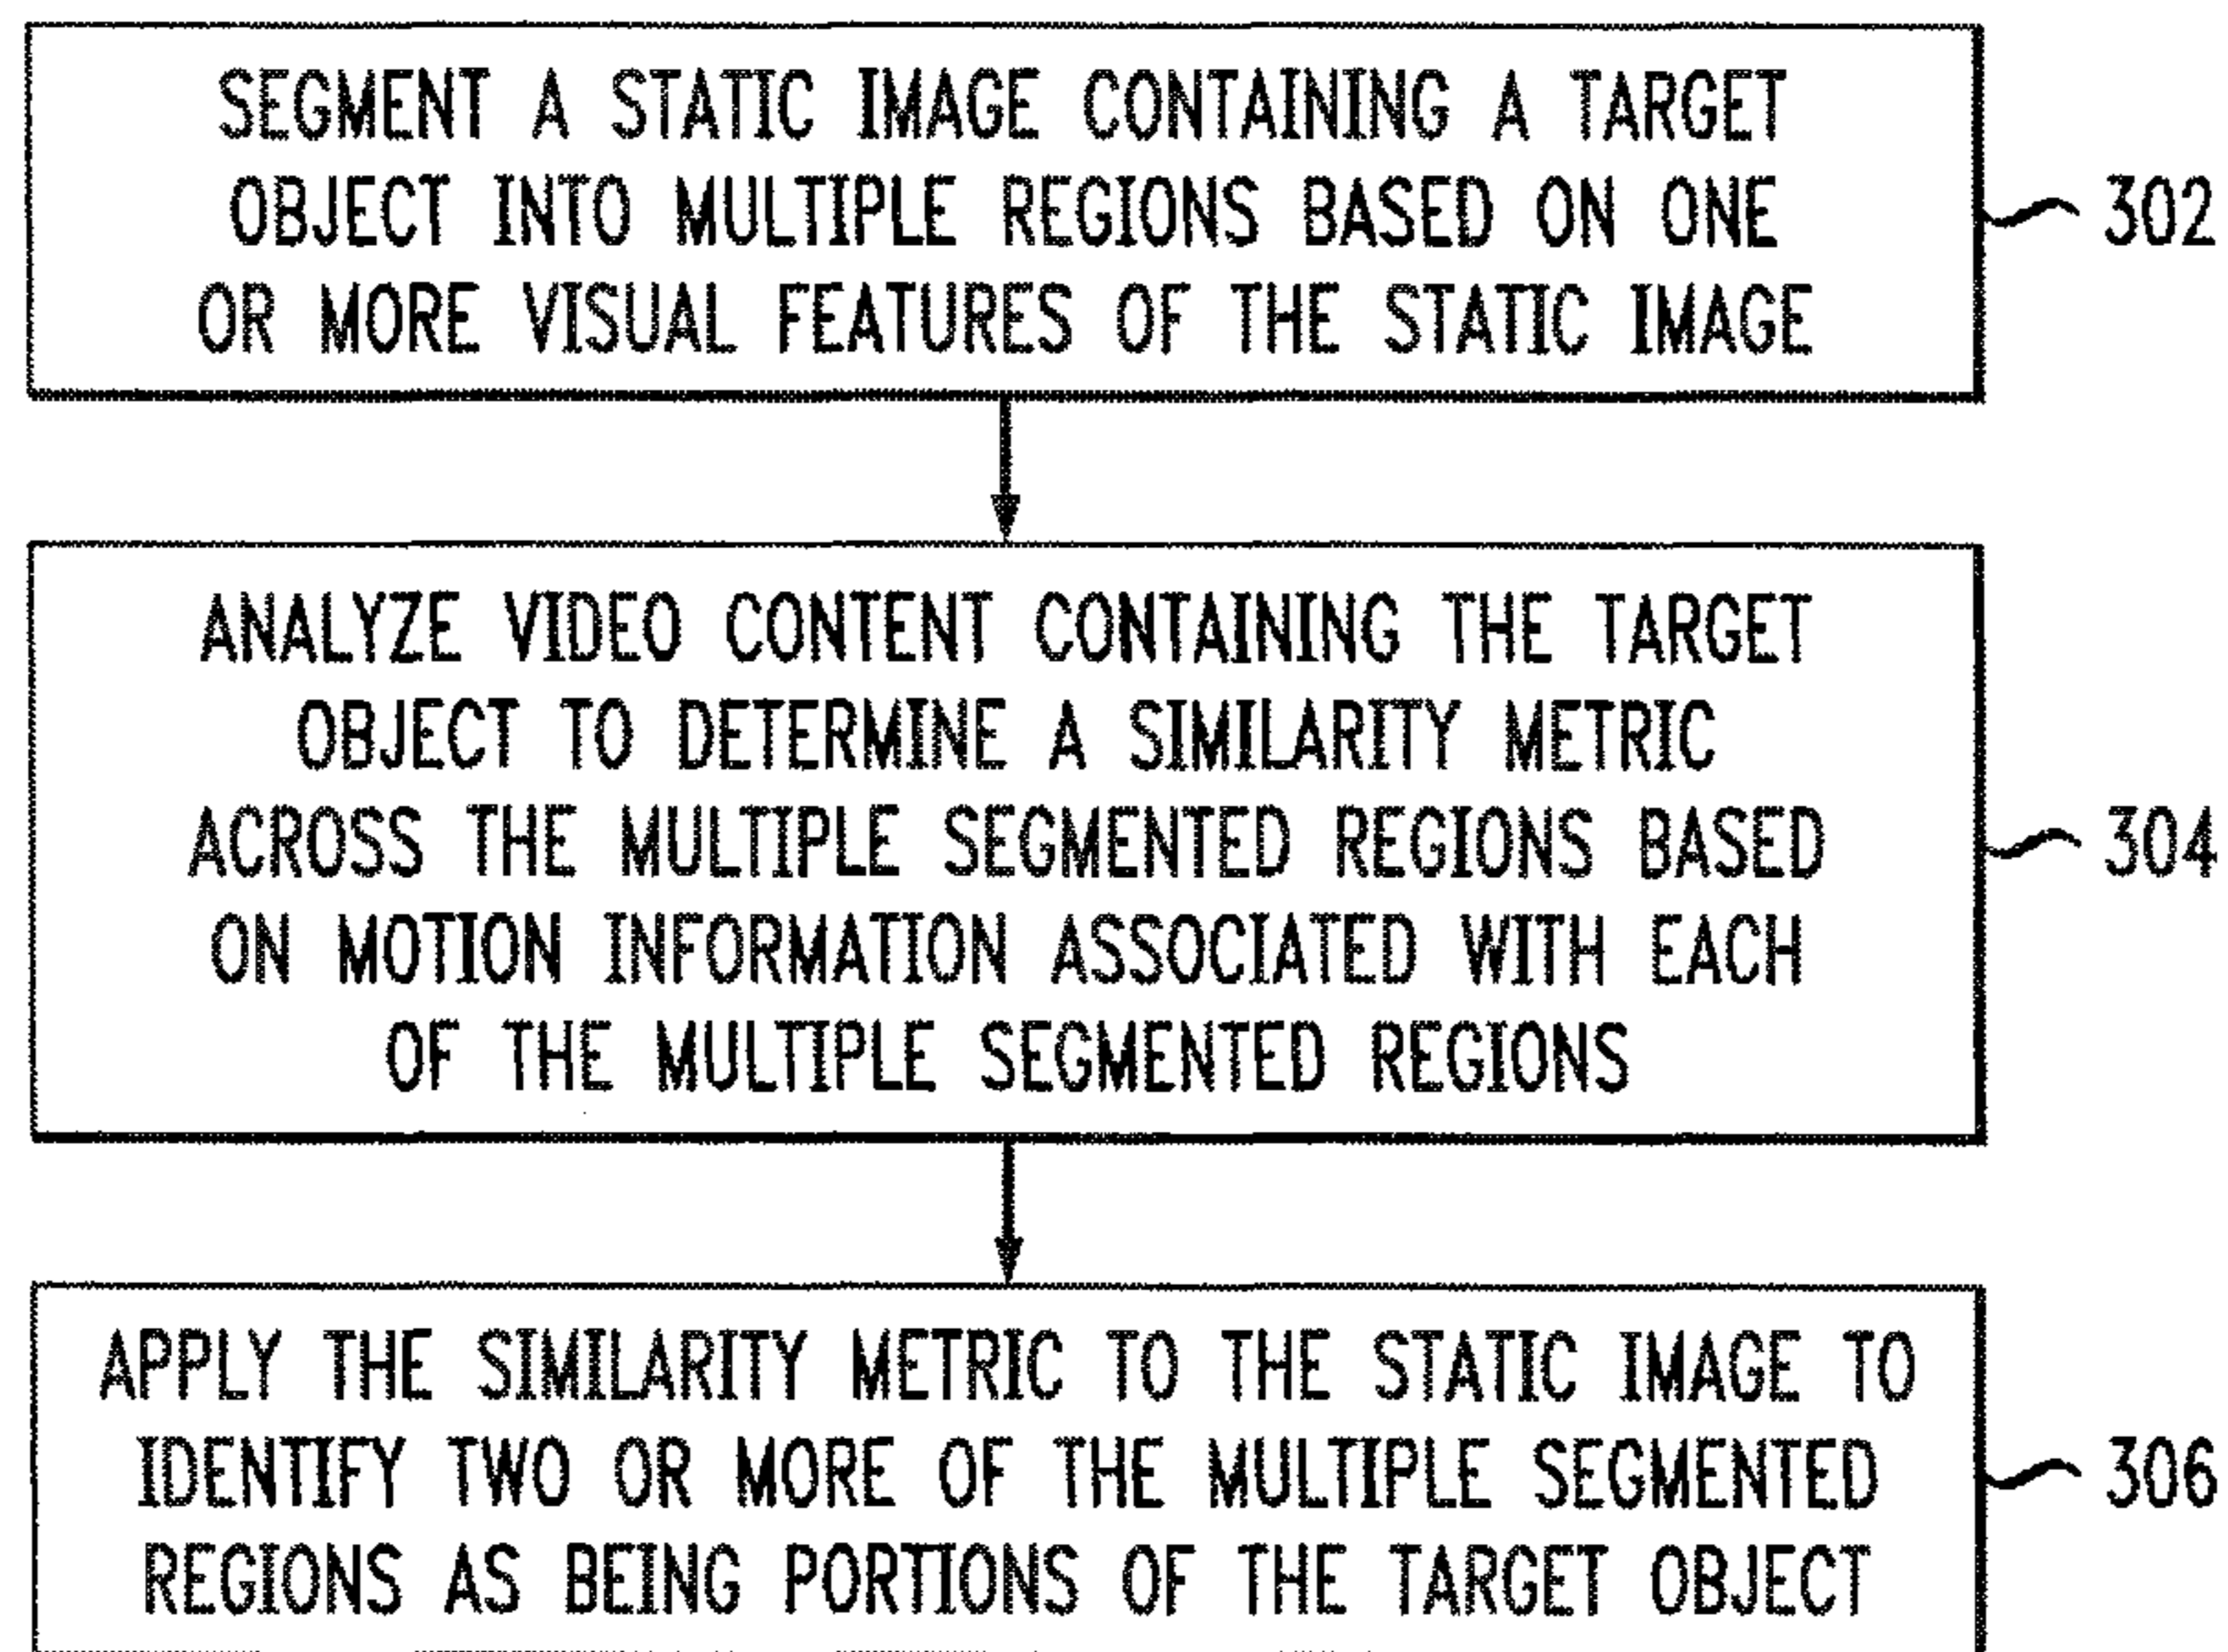 SEGMENT A STATIC IMAGE CONTAINING A TARGET
OBJECT INTO MULTIPLE REGIONS BASED ON ONE
OR MORE VISUAL FEATURES OF THE STATIC IMAGE
302
ANALYZE VIDEO CONTENT CONTAINING THE TARGET
OBJECT TO DETERMINE A SIMILARITY METRIC
ACROSS THE MULTIPLE SEGMENTED REGIONS BASED
ON MOTION INFORMATION ASSOCIATED WITH EACH
OF THE MULTIPLE SEGMENTED REGIONS
304
APPLY THE SIMILARITY METRIC TO THE STATIC IMAGE TO
IDENTIFY TWO OR MORE OF THE MULTIPLE SEGMENTED
REGIONS AS BEING PORTIONS OF THE TARGET OBJECT
306